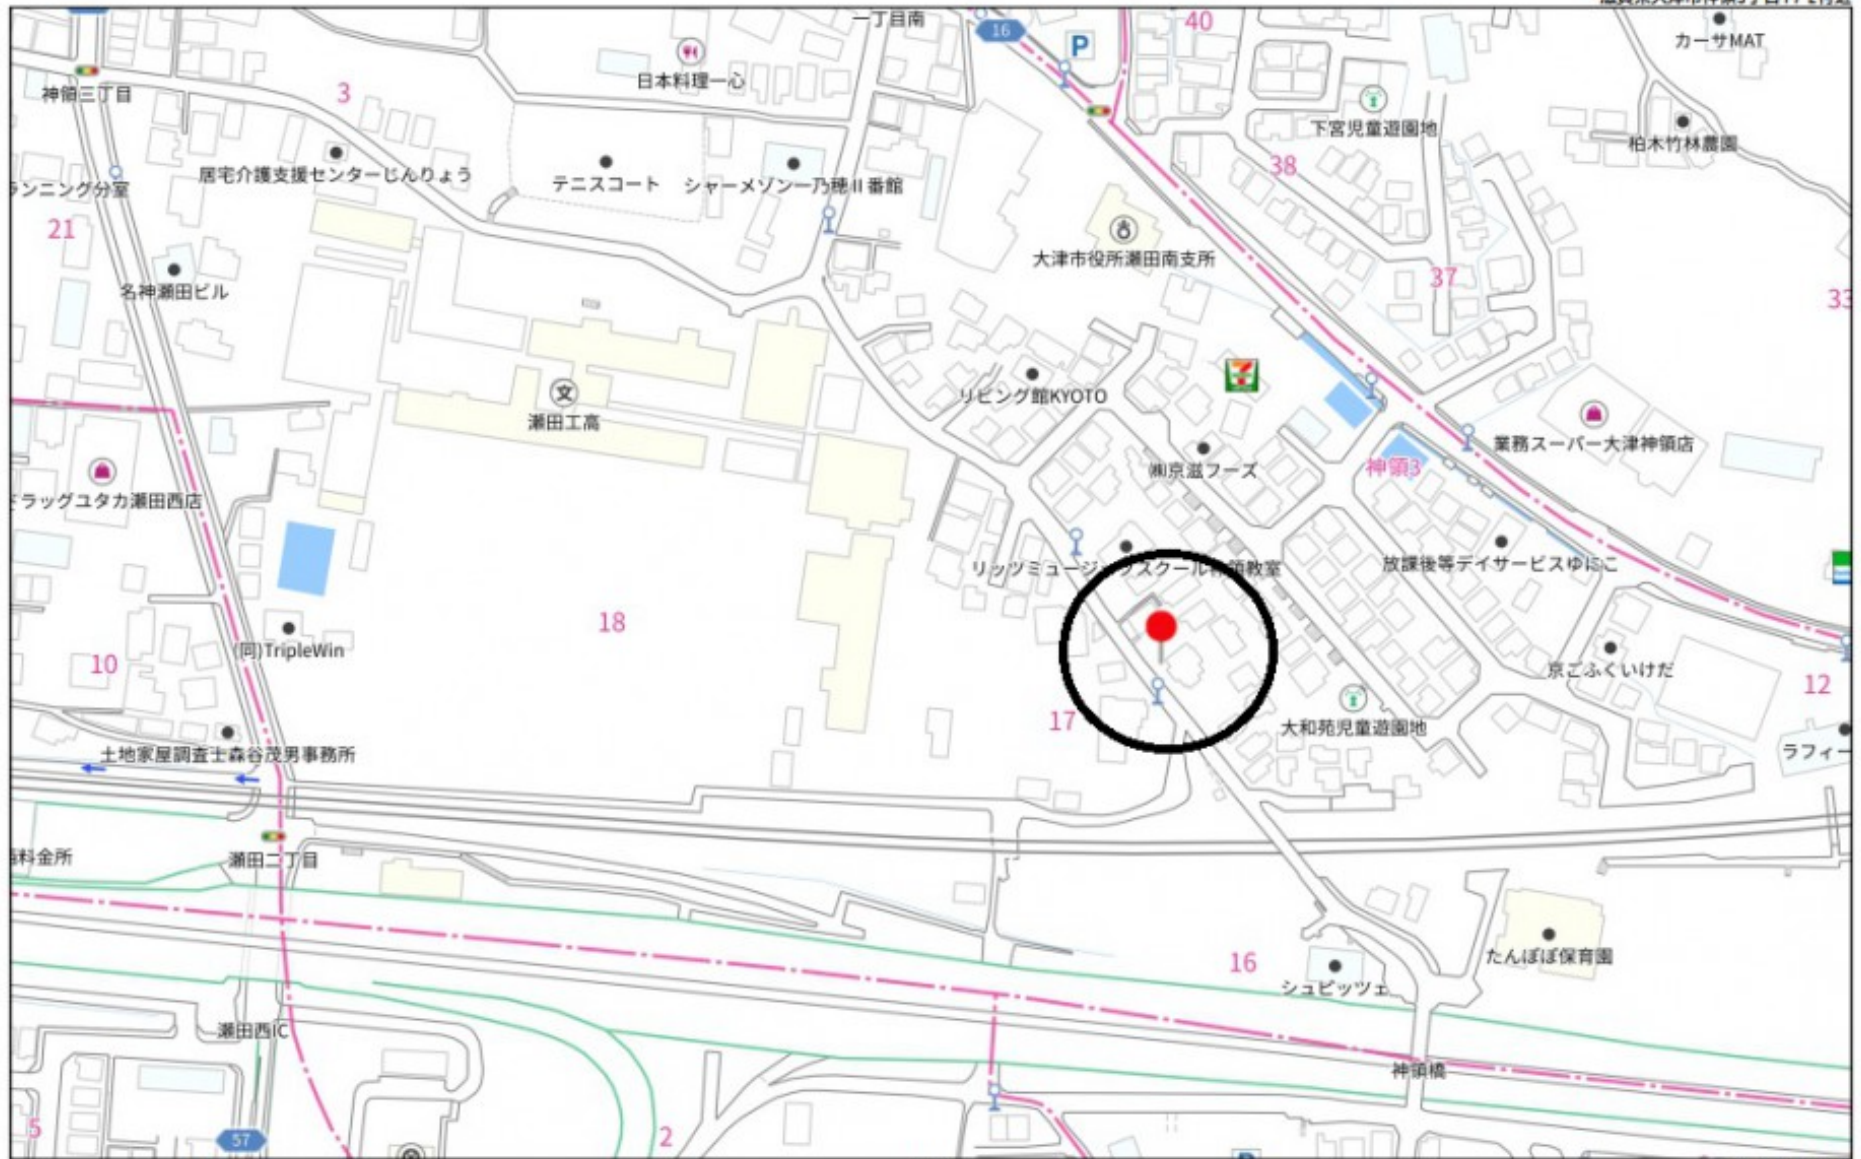 一丁目南
16
P
40
カーサMAT
日本料理一心
神領三丁目
3
下宮児童遊園地
柏木竹林農園
38
居宅介護支援センターじんりょう
テニスコート
シャーメゾン一乃穂Ⅱ番館
ランニング分室
21
大津市役所瀬田南支所
37
33
名神瀬田ビル
リビング館KYOTO
文
瀬田工高
7
業務スーパー大津神領店
㈱京滋フーズ
神領3
ドラッグユタカ瀬田西店
リッツミュージックスクール神領教室
放課後等デイサービスゆにこ
18
(同)TripleWin
10
京ごふくいけだ
12
17
大和苑児童遊園地
土地家屋調査士森谷茂男事務所
ラフィー
料金所
瀬田二丁目
16
たんぽぽ保育園
シュピッツェ
瀬田西IC
神領橋
5
57
2